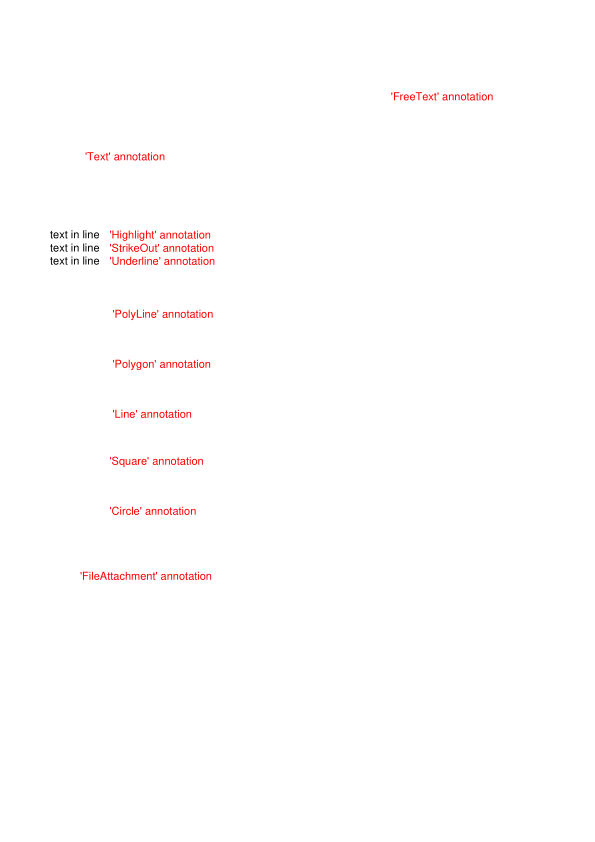 'FreeText' annotation
'Text' annotation
text in line 'Highlight' annotation
text in line 'StrikeOut' annotation
text in line 'Underline' annotation
'PolyLine' annotation
'Polygon' annotation
'Line' annotation
'Square' annotation
'Circle' annotation
'FileAttachment' annotation